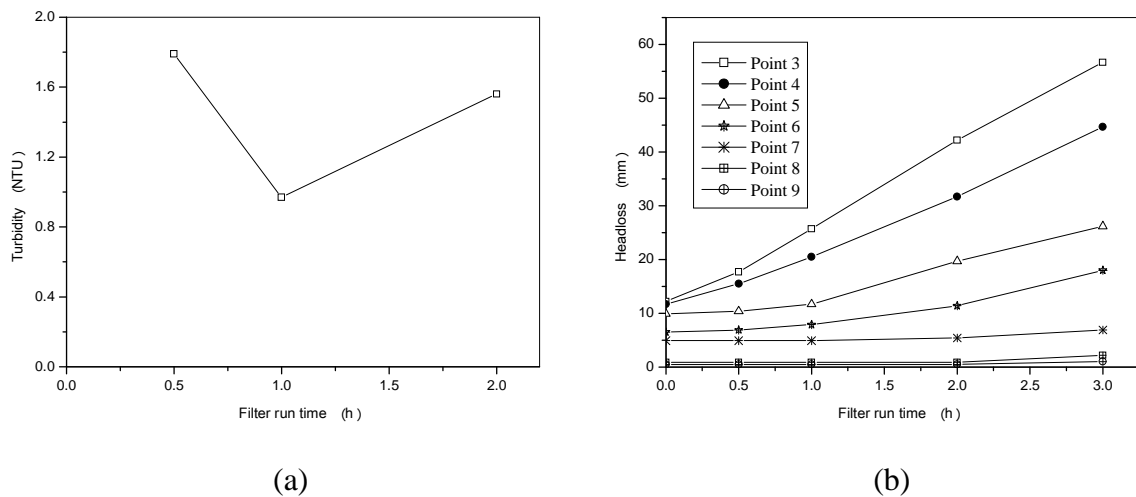 2.0
1.6
1.2
0.8
0.4
0.0
Turbidity (NTU)
0.0 0.5 1.0 1.5 2.0
Filter run time (h)
(a)
60
50
40
30
20
10
0
Headloss (mm)
Point 3
Point 4
Point 5
Point 6
Point 7
Point 8
Point 9
0.0 0.5 1.0 1.5 2.0 2.5 3.0
Filter run time (h)
(b)